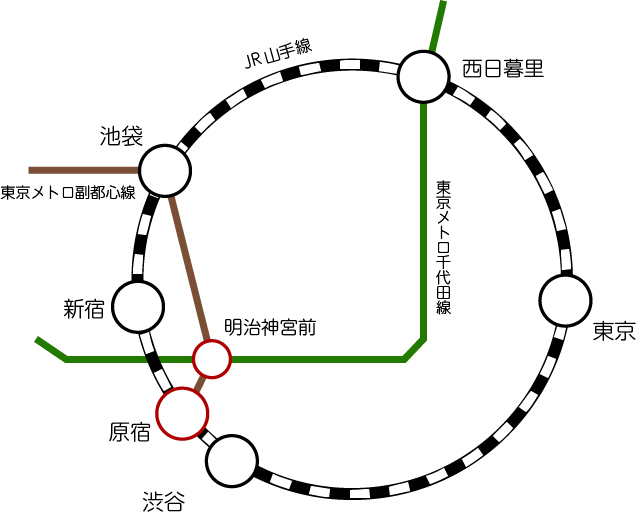 JR山手線
西日暮里
池袋
東京メトロ副都心線
東京メトロ千代田線
新宿
明治神宮前
東京
原宿
渋谷